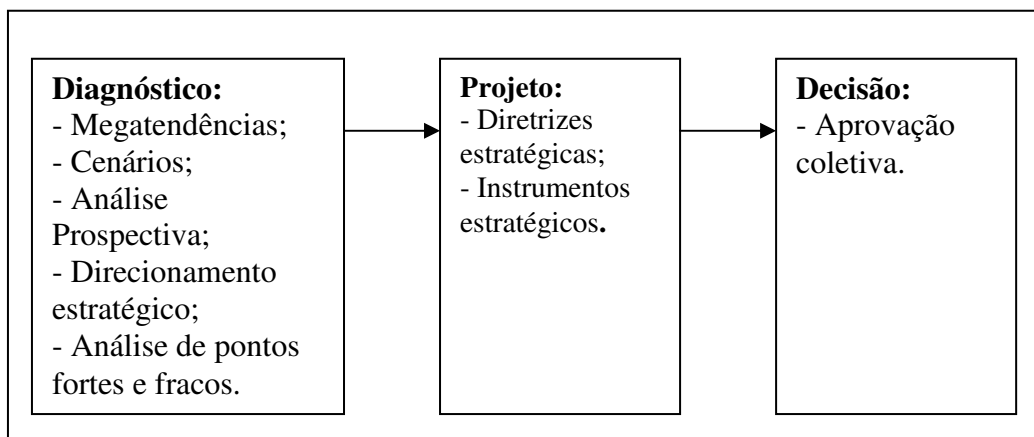 Diagnóstico:
- Megatendências;
- Cenários;
- Análise
Prospectiva;
- Direcionamento
estratégico;
- Análise de pontos
fortes e fracos.
Projeto:
- Diretrizes
estratégicas;
- Instrumentos
estratégicos.
Decisão:
- Aprovação
coletiva.